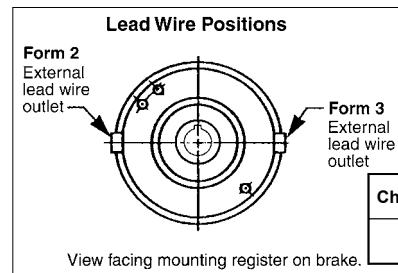 Lead Wire Positions
Form 2
External
lead wire
outlet
Form 3
External
lead wire
outlet
Ch
View facing mounting register on brake.